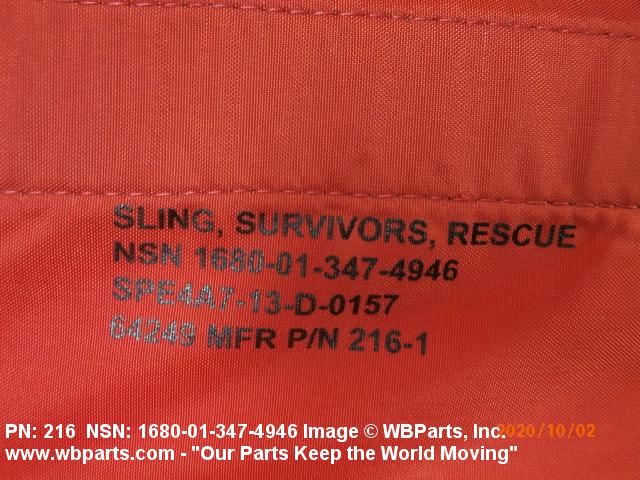 SLING, SURVIVORS, RESCUE
NSN 1680-01-347-4946
SPE4A7-13-D-0157
64249 MFR P/N 216-1
PN: 216 NSN: 1680-01-347-4946 Image © WBParts, Inc. 2020/10/02
www.wbparts.com - "Our Parts Keep the World Moving"